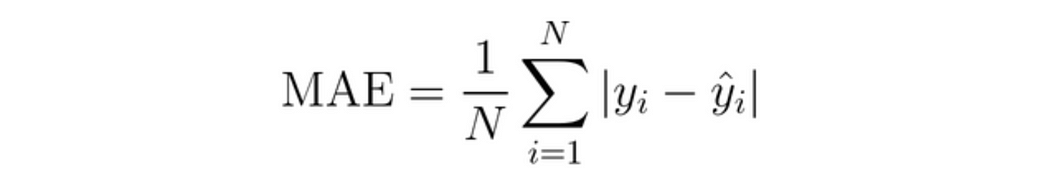 MAE = \frac{1}{N} \sum_{i=1}^{N} |y_i - \hat{y}_i|